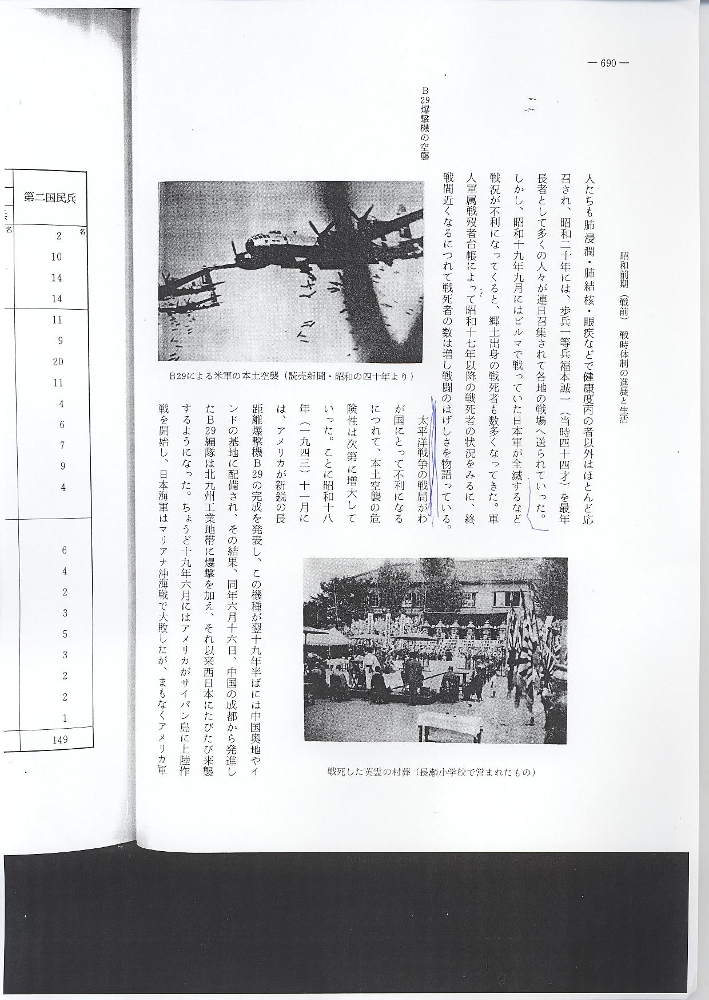 — 690 —
昭和前期（戦前）　戦時体制の進展と生活
人たちも肺浸潤・肺結核・眼疾などで健康度丙の者以外はほとんど応
召され、昭和二十年には、歩兵一等兵福本誠一（当時四十四才）を最年
長者として多くの人々が連日召集されて各地の戦場へ送られていった。
しかし、昭和十九年九月にはビルマで戦っていた日本軍が全滅するなど
戦況が不利になってくると、郷土出身の戦死者も数多くなってきた。軍
人軍属戦歿者台帳によって昭和十七年以降の戦死者の状況をみるに、終
戦間近くなるにつれて戦死者の数は増し戦闘のはげしさを物語っている。
B29爆撃機の空襲
太平洋戦争の戦局がわ
が国にとって不利になる
につれて、本土空襲の危
険性は次第に増大して
いった。ことに昭和十八
年（一九四三）十一月に
は、アメリカが新鋭の長
距離爆撃機B29の完成を発表し、この機種が翌十九年半ばには中国奥地やイ
ンドの基地に配備され、その結果、同年六月十六日、中国の成都から発進し
たB29編隊は北九州工業地帯に爆撃を加え、それ以来西日本にたびたび来襲
するようになった。ちょうど十九年六月にはアメリカがサイパン島に上陸作
戦を開始し、日本海軍はマリアナ沖海戦で大敗したが、まもなくアメリカ軍
B29による米軍の本土空襲（読売新聞・昭和の四十年より）
戦死した英霊の村葬（長瀬小学校で営まれたもの）
第二国民兵
名
名
2
10
14
14
11
9
20
11
4
6
7
9
4
6
4
2
3
5
3
2
2
1
149